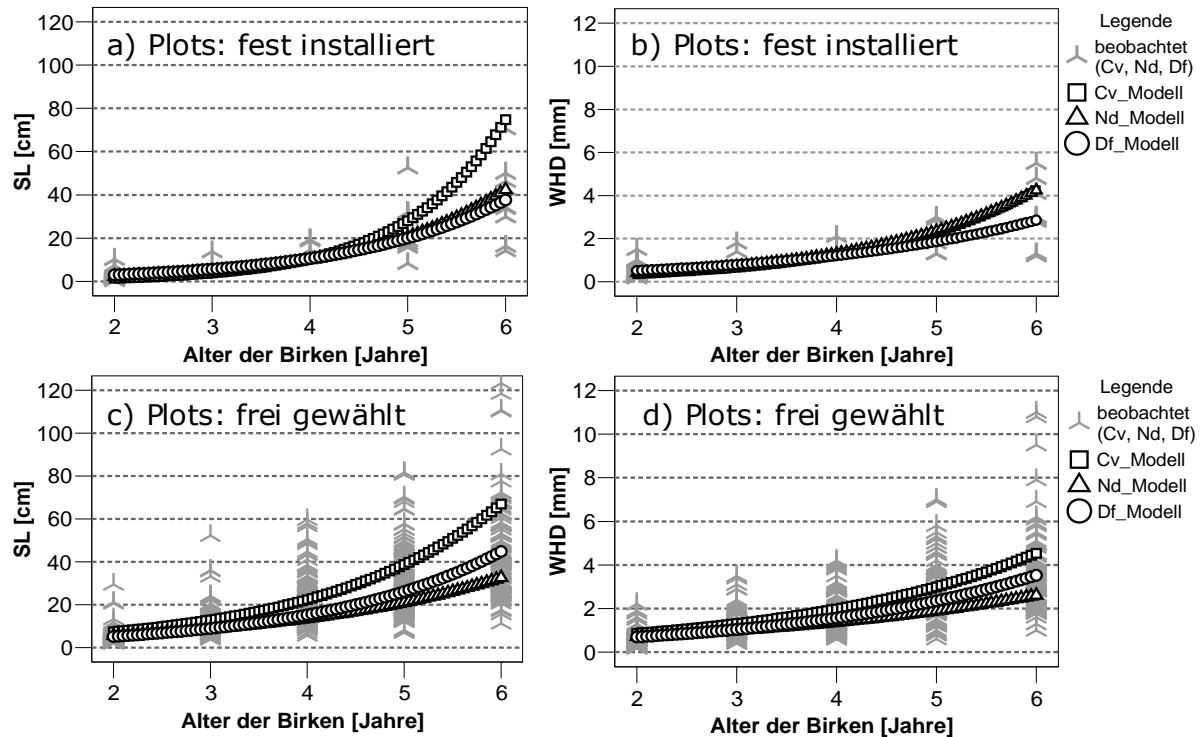 a) Plots: fest installiert
120
100
80
60
40
20
0
SL [cm]
2 3 4 5 6
Alter der Birken [Jahre]
b) Plots: fest installiert
12
10
8
6
4
2
0
WHD [mm]
2 3 4 5 6
Alter der Birken [Jahre]
Legende
beobachtet
(Cv, Nd, Df)
Cv_Modell
Nd_Modell
Df_Modell
c) Plots: frei gewählt
120
100
80
60
40
20
0
SL [cm]
2 3 4 5 6
Alter der Birken [Jahre]
d) Plots: frei gewählt
12
10
8
6
4
2
0
WHD [mm]
2 3 4 5 6
Alter der Birken [Jahre]
Legende
beobachtet
(Cv, Nd, Df)
Cv_Modell
Nd_Modell
Df_Modell